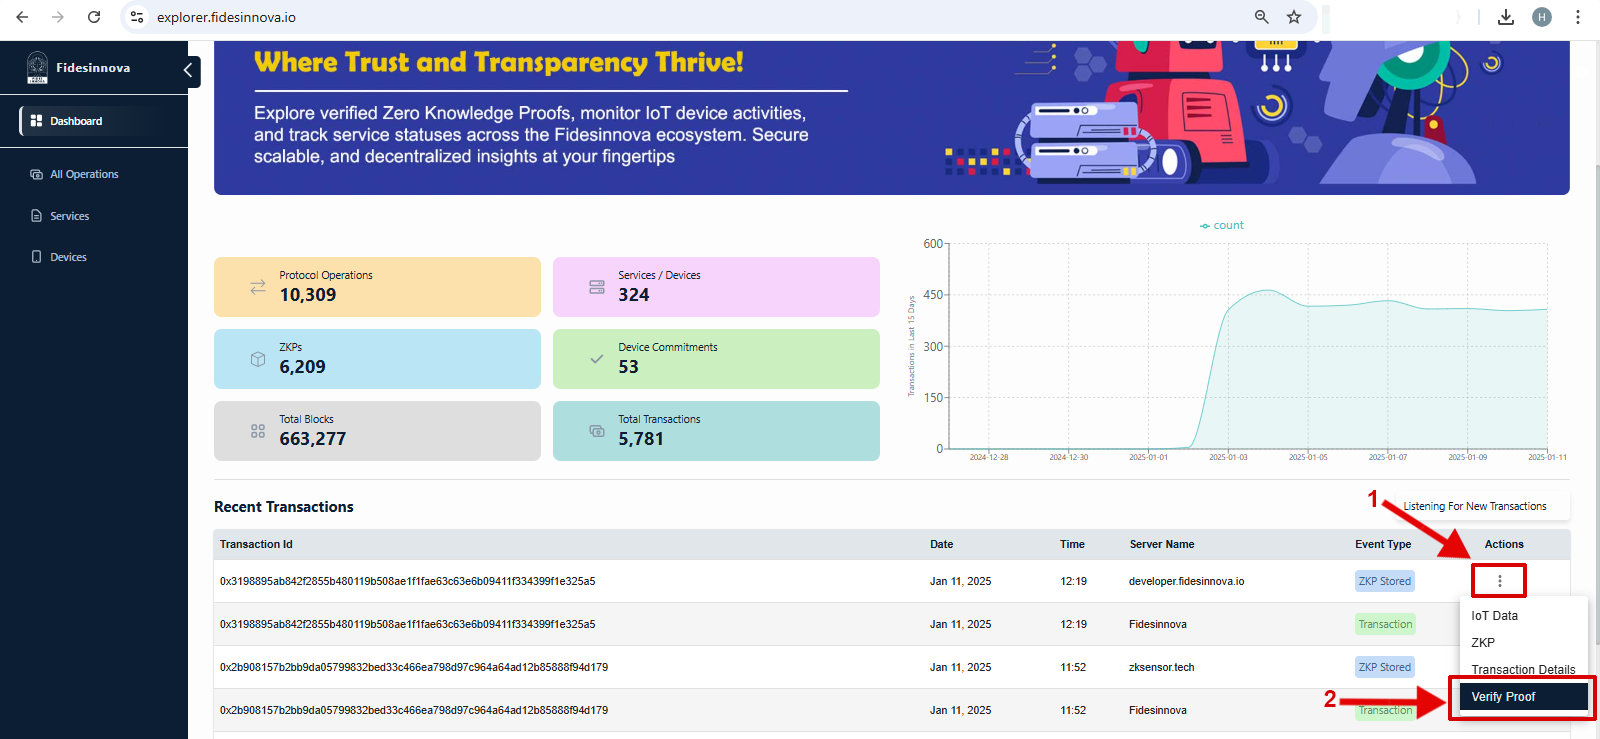 explorer.fidesinnova.io
H
Fidesinnova
Dashboard
All Operations
Services
Devices
Where Trust and Transparency Thrive!
Explore verified Zero Knowledge Proofs, monitor IoT device activities,
and track service statuses across the Fidesinnova ecosystem. Secure
scalable, and decentralized insights at your fingertips
Protocol Operations
10,309
Services / Devices
324
ZKPs
6,209
Device Commitments
53
Total Blocks
663,277
Total Transactions
5,781
count
Transactions in Last 15 Days
600
450
300
150
0
2024-12-28 2024-12-30 2025-01-01 2025-01-03 2025-01-05 2025-01-07 2025-01-09 2025-01-11
Recent Transactions
1
Listening For New Transactions
Transaction Id Date Time Server Name Event Type Actions
0x3198895ab842f2855b480119b508ae1f1fae63c63e6b09411f334399f1e325a5 Jan 11, 2025 12:19 developer.fidesinnova.io ZKP Stored
0x3198895ab842f2855b480119b508ae1f1fae63c63e6b09411f334399f1e325a5 Jan 11, 2025 12:19 Fidesinnova Transaction
0x2b908157b2bb9da05799832bed33c466ea798d97c964a64ad12b85888f94d179 Jan 11, 2025 11:52 zksensor.tech ZKP Stored
0x2b908157b2bb9da05799832bed33c466ea798d97c964a64ad12b85888f94d179 Jan 11, 2025 11:52 Fidesinnova Transaction
IoT Data
ZKP
Transaction Details
2
Verify Proof